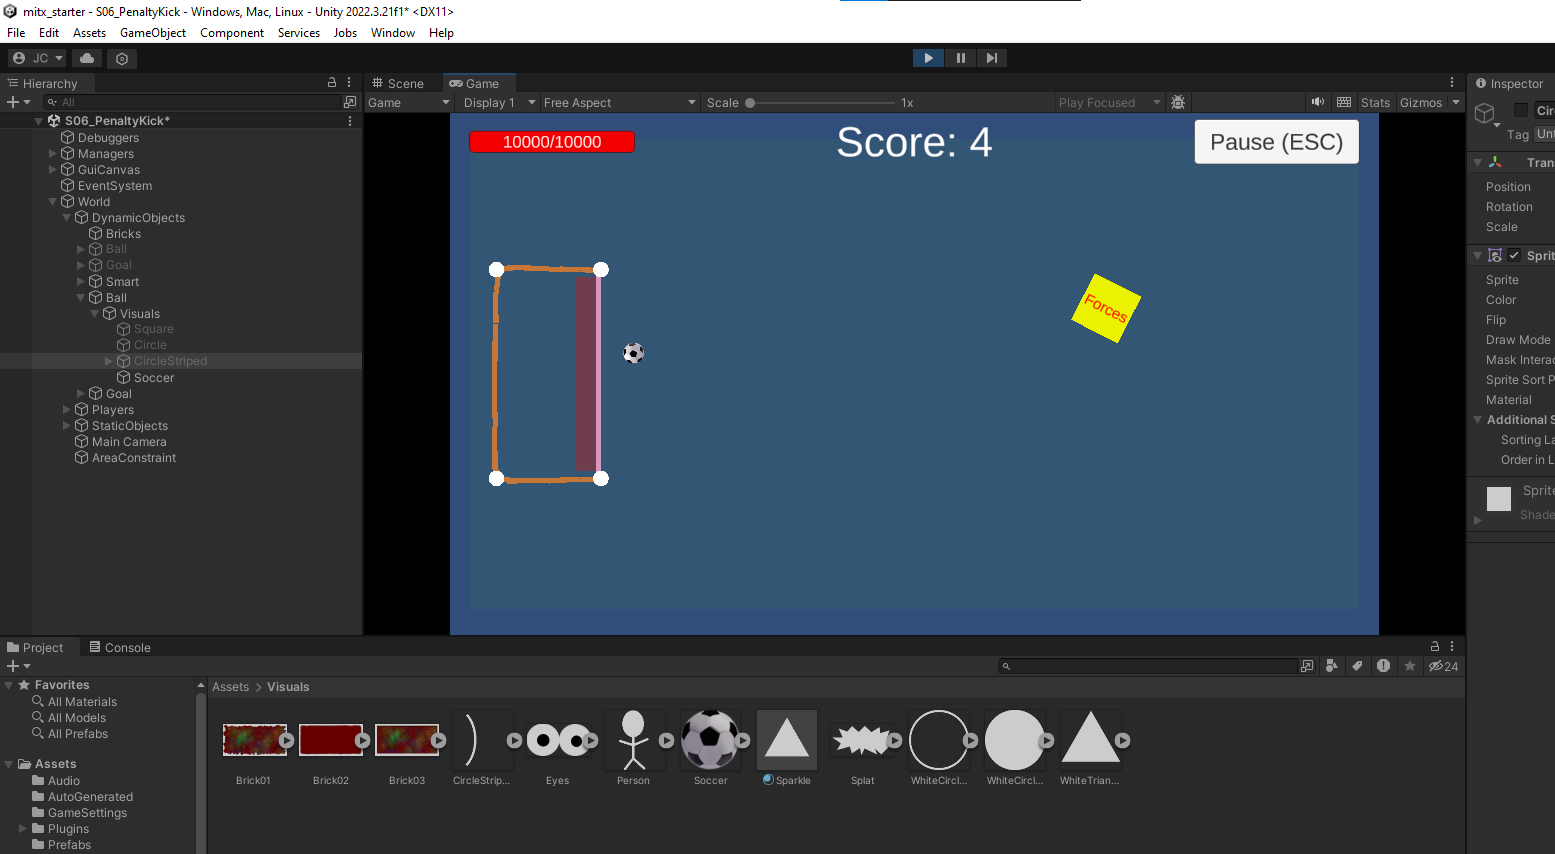 mitx_starter - S06_PenaltyKick - Windows, Mac, Linux - Unity 2022.3.21f1* <DX11>
File Edit Assets GameObject Component Services Jobs Window Help
JC
Hierarchy
All
S06_PenaltyKick*
Debuggers
Managers
GuiCanvas
EventSystem
World
DynamicObjects
Bricks
Ball
Goal
Smart
Ball
Visuals
Square
Circle
CircleStriped
Soccer
Goal
Players
StaticObjects
Main Camera
AreaConstraint
Scene Game
Game Display 1 Free Aspect Scale 1x Play Focused Stats Gizmos
10000/10000
Score: 4
Pause (ESC)
Forces
Inspector
Cir
Tag Unt
Tran
Position
Rotation
Scale
Sprit
Sprite
Color
Flip
Draw Mode
Mask Interac
Sprite Sort P
Material
Additional S
Sorting La
Order in L
Sprite
Shade
Project Console
24
Favorites
All Materials
All Models
All Prefabs
Assets
Audio
AutoGenerated
GameSettings
Plugins
Prefabs
Assets > Visuals
Brick01 Brick02 Brick03 CircleStrip... Eyes Person Soccer Sparkle Splat WhiteCircl... WhiteCircl... WhiteTrian...